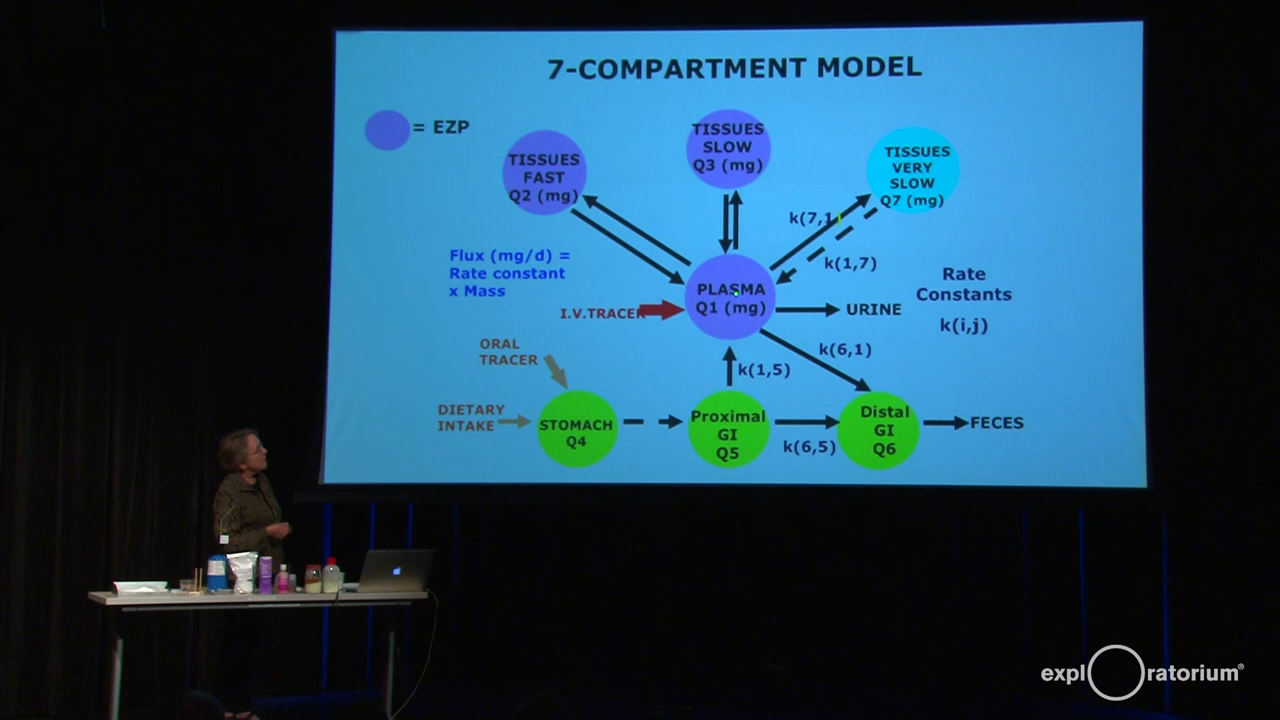 7-COMPARTMENT MODEL
= EZP
TISSUES
FAST
Q2 (mg)
TISSUES
SLOW
Q3 (mg)
TISSUES
VERY
SLOW
Q7 (mg)
k(7,1
k(1,7)
Flux (mg/d) =
Rate constant
x Mass
PLASMA
Q1 (mg)
I.V.TRACER
URINE
Rate
Constants
k(i,j)
ORAL
TRACER
k(1,5)
k(6,1)
DIETARY
INTAKE
STOMACH
Q4
Proximal
GI
Q5
k(6,5)
Distal
GI
Q6
FECES
exploratorium®